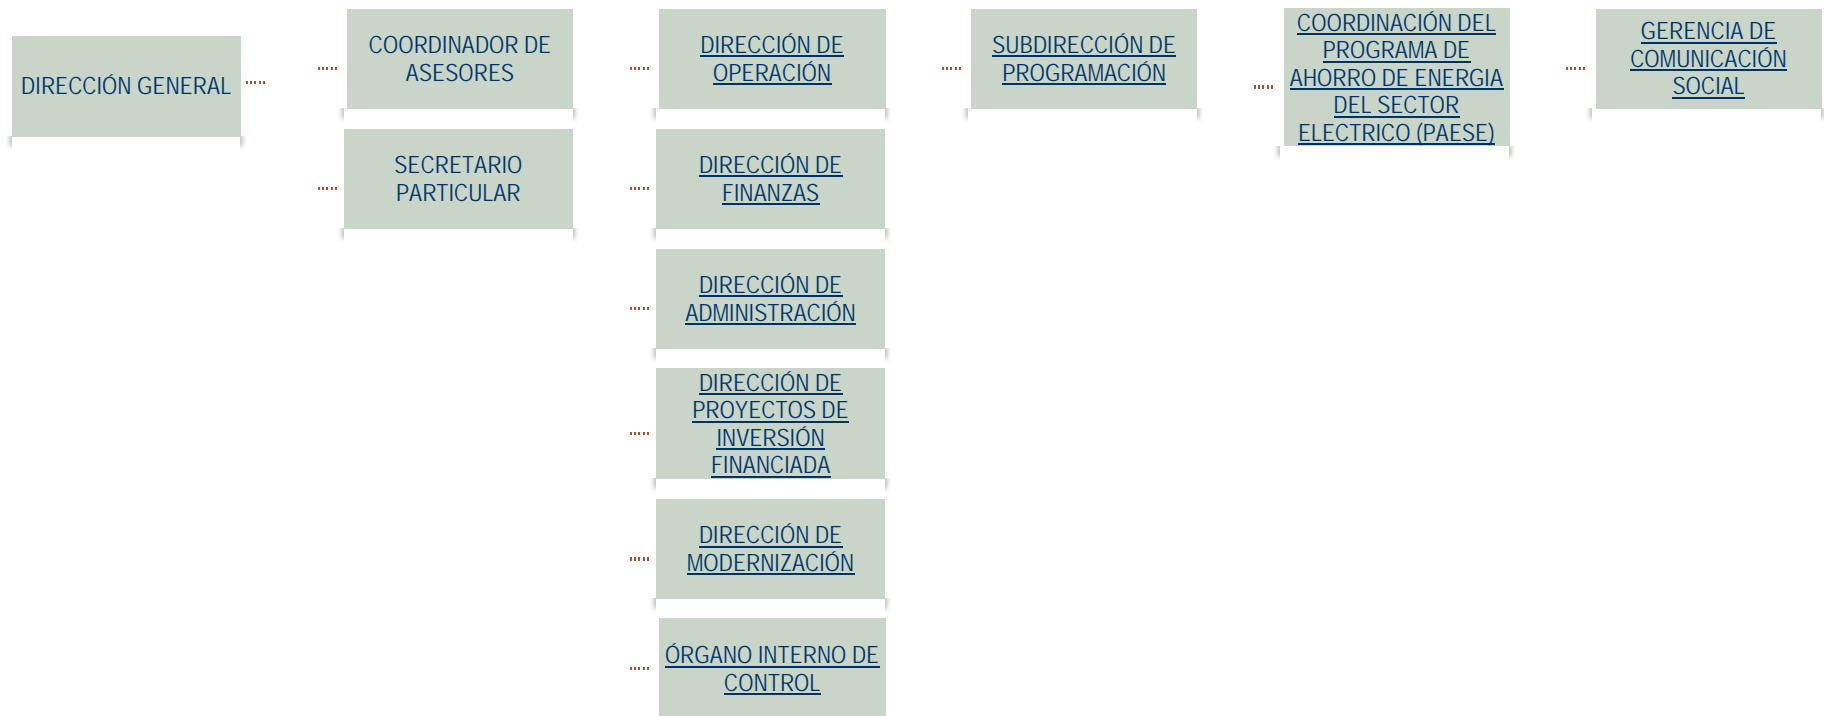 DIRECCIÓN GENERAL
COORDINADOR DE
ASESORES
SECRETARIO
PARTICULAR
DIRECCIÓN DE
OPERACIÓN
DIRECCIÓN DE
FINANZAS
DIRECCIÓN DE
ADMINISTRACIÓN
DIRECCIÓN DE
PROYECTOS DE
INVERSIÓN
FINANCIADA
DIRECCIÓN DE
MODERNIZACIÓN
ÓRGANO INTERNO DE
CONTROL
SUBDIRECCIÓN DE
PROGRAMACIÓN
COORDINACIÓN DEL
PROGRAMA DE
AHORRO DE ENERGIA
DEL SECTOR
ELECTRICO (PAESE)
GERENCIA DE
COMUNICACIÓN
SOCIAL